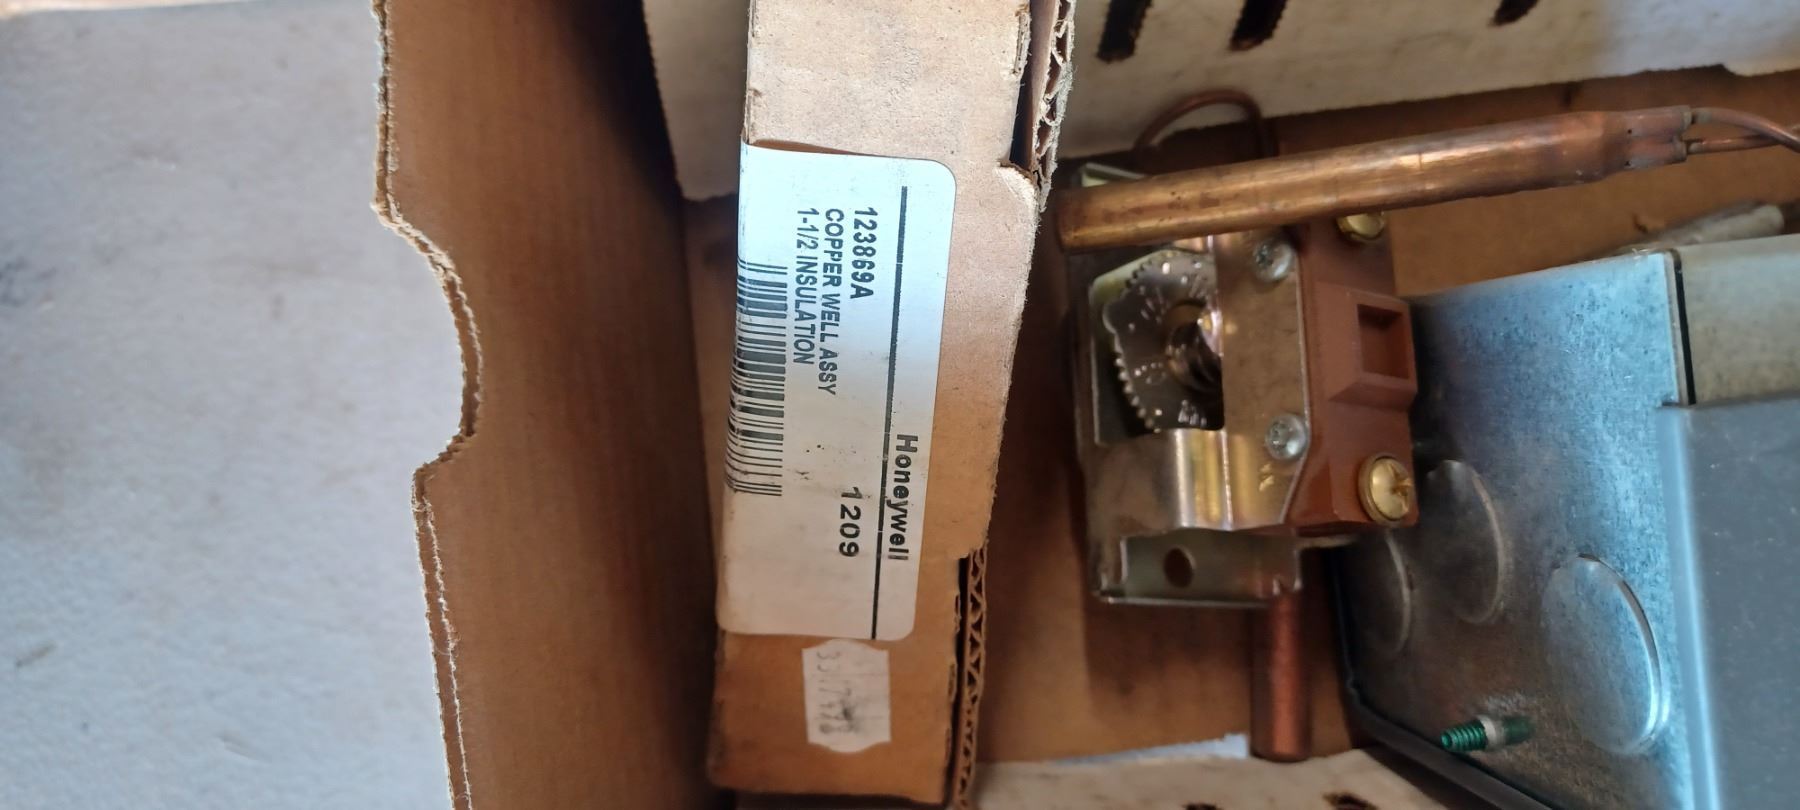 Honeywell
123869A
1209
COPPER WELL ASSY
1-1/2 INSULATION